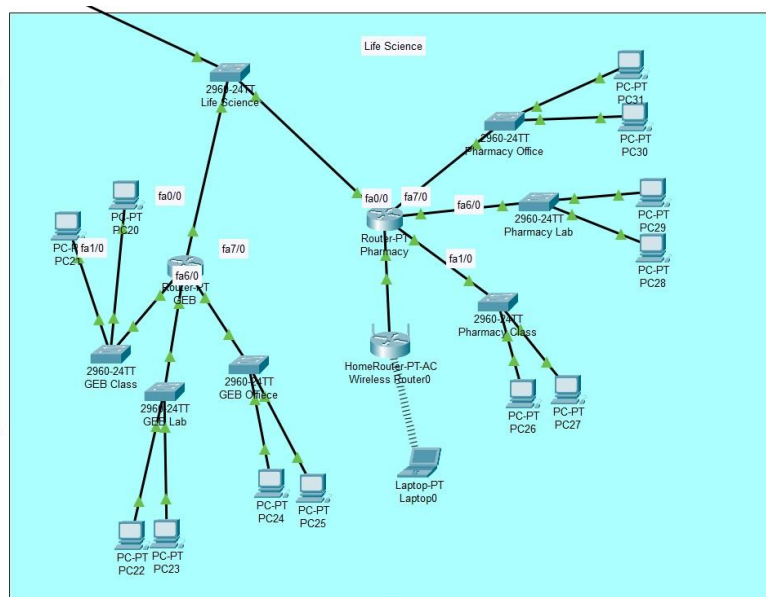 Life Science
2960-24TT
Life Science
PC-PT
PC31
PC-PT
PC30
2960-24TT
Pharmacy Office
PC-PT
PC20
fa0/0
fa0/0
fa7/0
fa6/0
PC-PT
PC29
2960-24TT
Pharmacy Lab
Router-PT
Pharmacy
PC21
fa1/0
fa7/0
fa6/0
Router-PT
GEB
fa1/0
PC-PT
PC28
2960-24TT
Pharmacy Class
HomeRouter-PT-AC
Wireless Router0
2960-24TT
GEB Class
2960-24TT
GEB Offiece
2960-24TT
GEB Lab
PC-PT
PC26
PC-PT
PC27
Laptop-PT
Laptop0
PC-PT
PC24
PC-PT
PC25
PC-PT
PC22
PC-PT
PC23